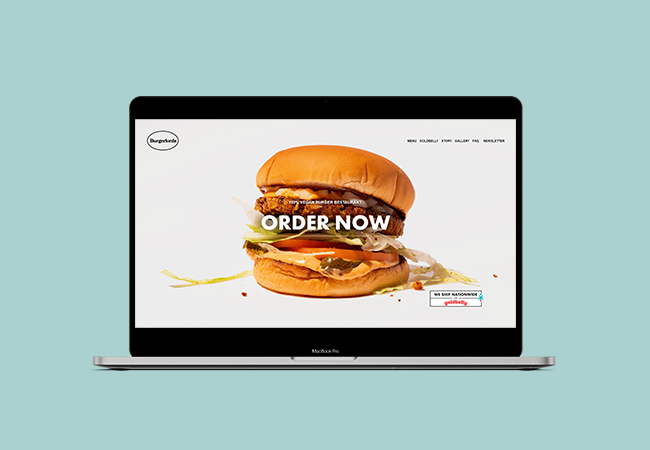 Burgerlords
MENU GOLDBELLY STORY GALLERY FAQ NEWSLETTER
100% VEGAN BURGER RESTAURANT
ORDER NOW
WE SHIP NATIONWIDE
ON
goldbelly
MacBook Pro